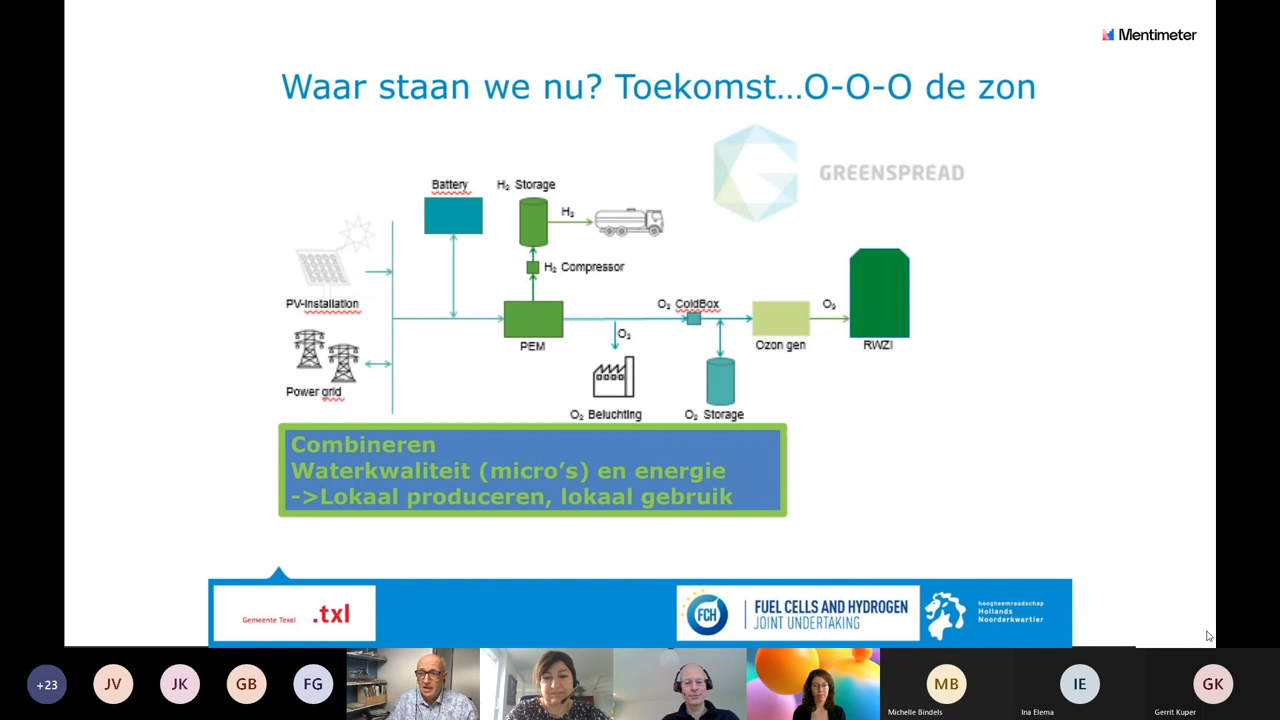 Mentimeter
Waar staan we nu? Toekomst...O-O-O de zon
GREENSPREAD
Battery
H₂ Storage
H₂
H₂ Compressor
PV-Installation
O₂ ColdBox
O₃
O₂
PEM
Ozon gen
RWZI
Power grid
O₂ Beluchting
O₂ Storage
Combineren
Waterkwaliteit (micro's) en energie
->Lokaal produceren, lokaal gebruik
Gemeente Texel
.txl
FCH
FUEL CELLS AND HYDROGEN
JOINT UNDERTAKING
hoogheemraadschap
Hollands
Noorderkwartier
+23
JV
JK
GB
FG
MB
IE
GK
Michelle Bindels
Ina Elema
Gerrit Kuper